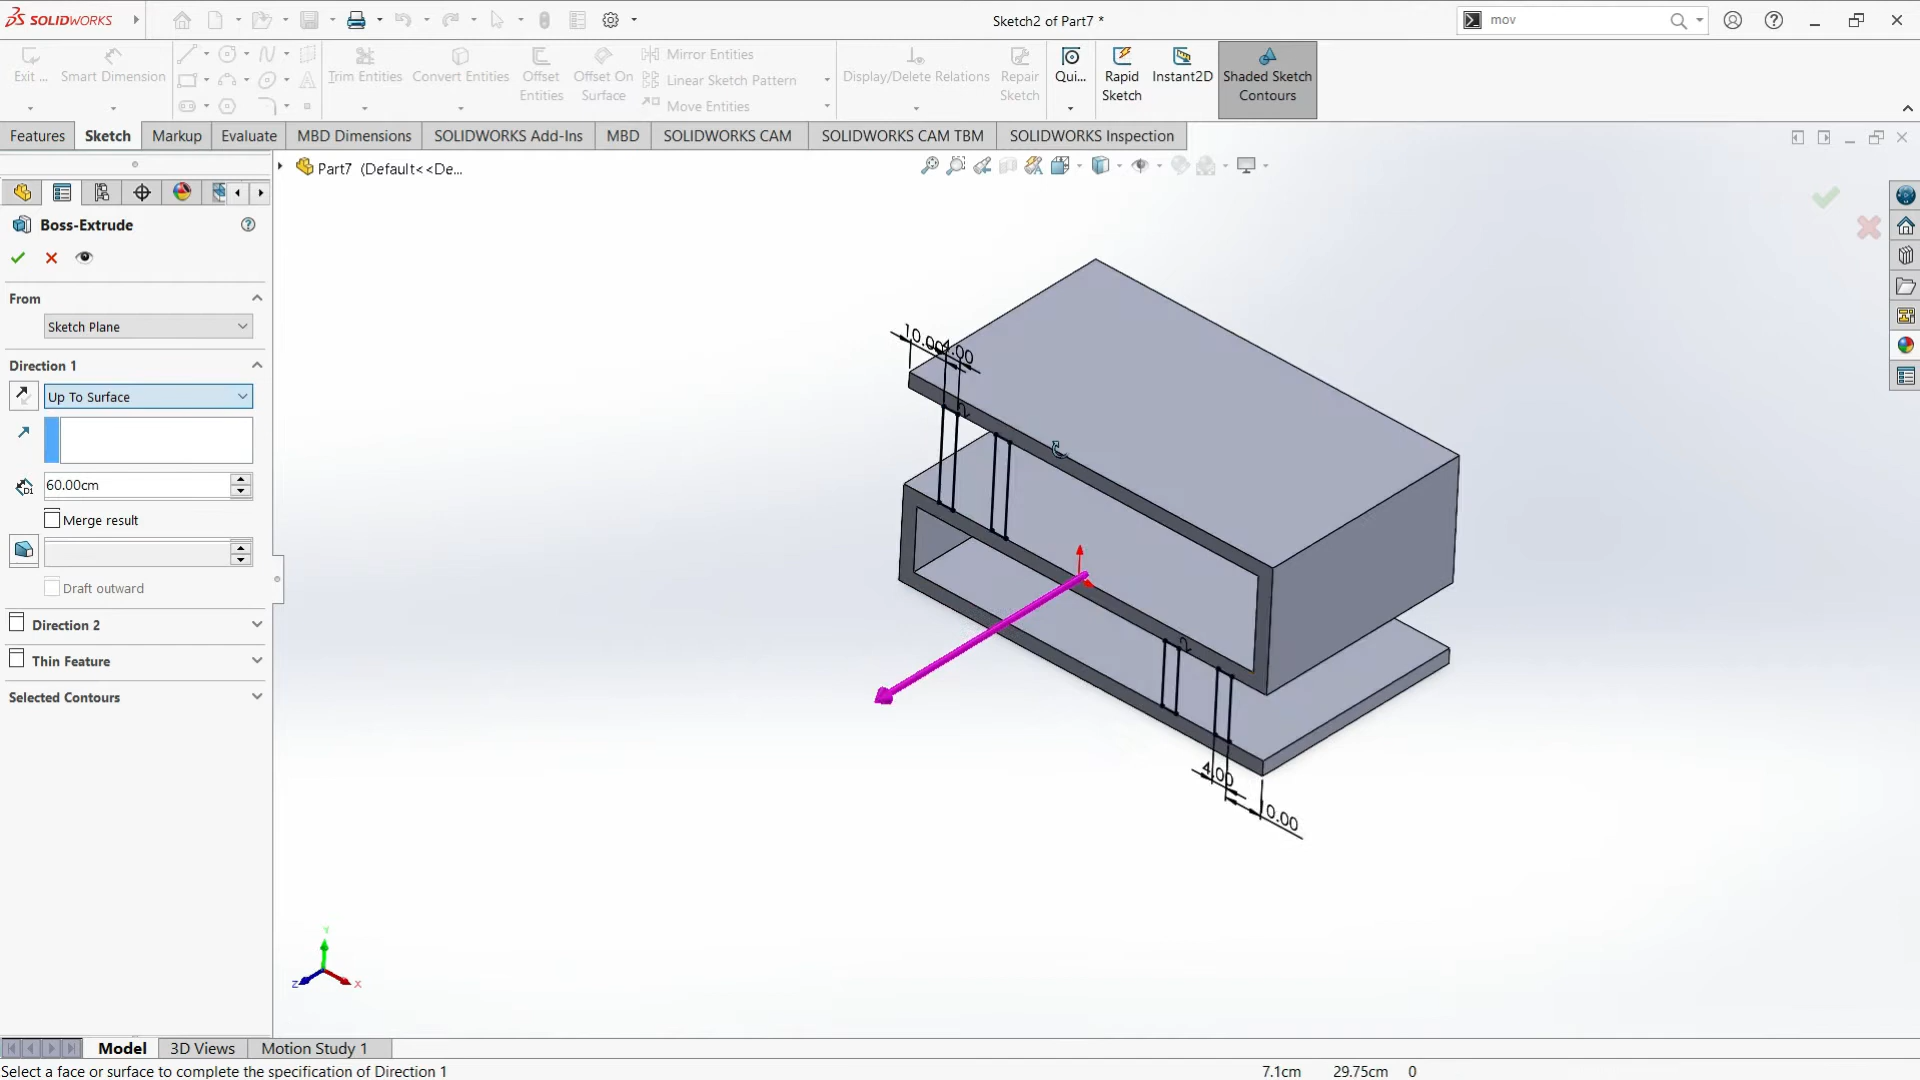 SOLIDWORKS
Sketch2 of Part7 *
mov
Exit ...
Smart Dimension
Trim Entities
Convert Entities
Offset Entities
Offset On Surface
Mirror Entities
Linear Sketch Pattern
Move Entities
Display/Delete Relations
Repair Sketch
Qui...
Rapid Sketch
Instant2D
Shaded Sketch Contours
Features
Sketch
Markup
Evaluate
MBD Dimensions
SOLIDWORKS Add-Ins
MBD
SOLIDWORKS CAM
SOLIDWORKS CAM TBM
SOLIDWORKS Inspection
Part7 (Default<<De...
Boss-Extrude
From
Sketch Plane
Direction 1
Up To Surface
60.00cm
Merge result
Draft outward
Direction 2
Thin Feature
Selected Contours
10.00
4.00
4.00
10.00
Y
Z
X
Model
3D Views
Motion Study 1
Select a face or surface to complete the specification of Direction 1
7.1cm
29.75cm
0